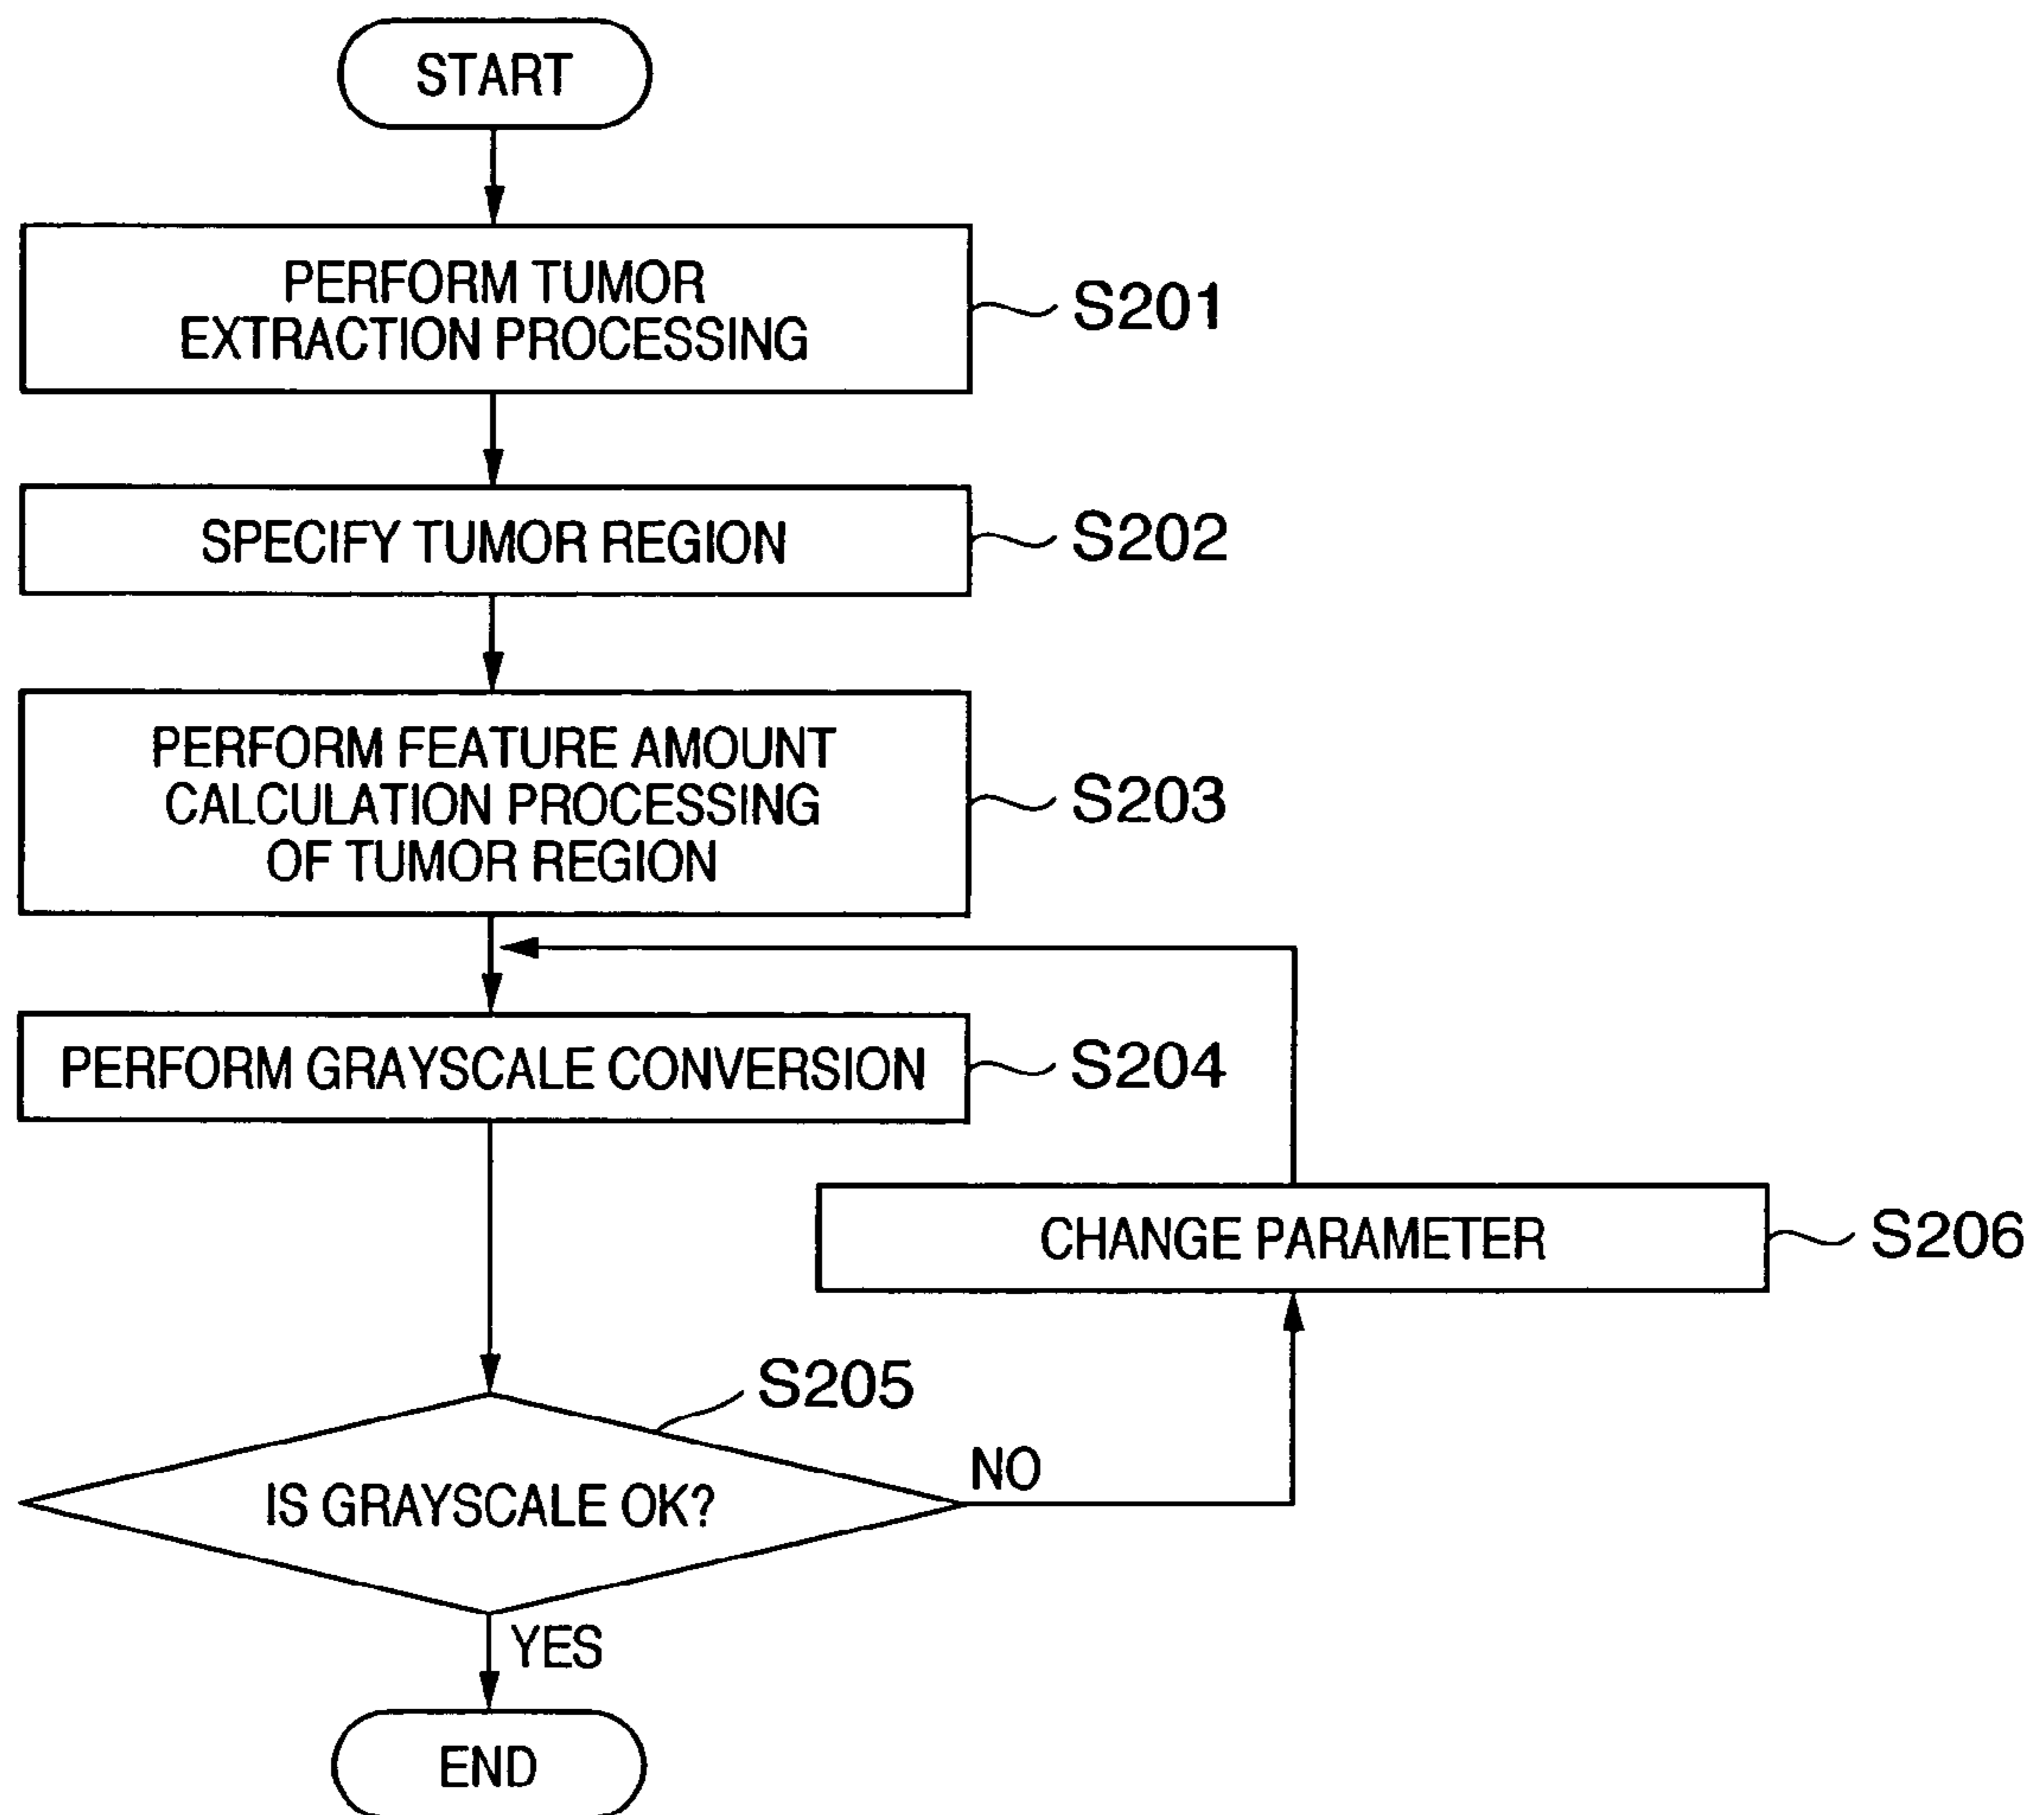 START
PERFORM TUMOR
EXTRACTION PROCESSING
S201
SPECIFY TUMOR REGION
S202
PERFORM FEATURE AMOUNT
CALCULATION PROCESSING
OF TUMOR REGION
S203
PERFORM GRAYSCALE CONVERSION
S204
CHANGE PARAMETER
S206
S205
IS GRAYSCALE OK?
NO
YES
END